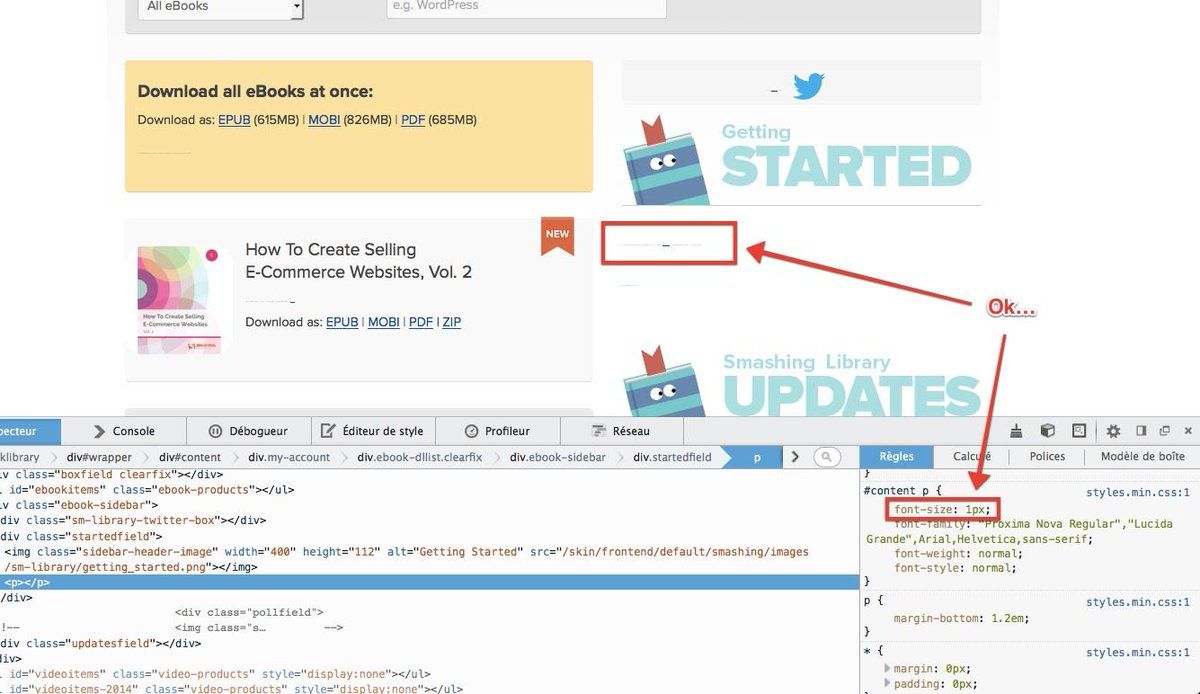 All eBooks
e.g. WordPress
Download all eBooks at once:
Download as: EPUB (615MB) | MOBI (826MB) | PDF (685MB)
Getting
STARTED
NEW
How To Create Selling
E-Commerce Websites, Vol. 2
Download as: EPUB | MOBI | PDF | ZIP
How To Create Selling
E-Commerce Websites
Ok...
Smashing Library
UPDATES
pecteur
Console
Débogueur
Éditeur de style
Profileur
Réseau
klibrary
div#wrapper
div#content
div.my-account
div.ebook-dllist.clearfix
div.ebook-sidebar
div.startedfield
p
Règles
Calculé
Polices
Modèle de boîte
iv class="boxfield clearfix"></div>
l id="ebookitems" class="ebook-products"></ul>
iv class="ebook-sidebar">
div class="sm-library-twitter-box"></div>
div class="startedfield">
<img class="sidebar-header-image" width="400" height="112" alt="Getting Started" src="/skin/frontend/default/smashing/images
/sm-library/getting_started.png"></img>
<p></p>
/div>
<div class="pollfield">
!-- <img class="s… -->
div class="updatesfield"></div>
div>
l id="videoitems" class="video-products" style="display:none"></ul>
l id="videoitems-2014" class="video-products" style="display:none"></ul>
}
#content p { styles.min.css:1
font-size: 1px;
font-family: "Proxima Nova Regular","Lucida
Grande",Arial,Helvetica,sans-serif;
font-weight: normal;
font-style: normal;
}
p { styles.min.css:1
margin-bottom: 1.2em;
}
* { styles.min.css:1
margin: 0px;
padding: 0px;